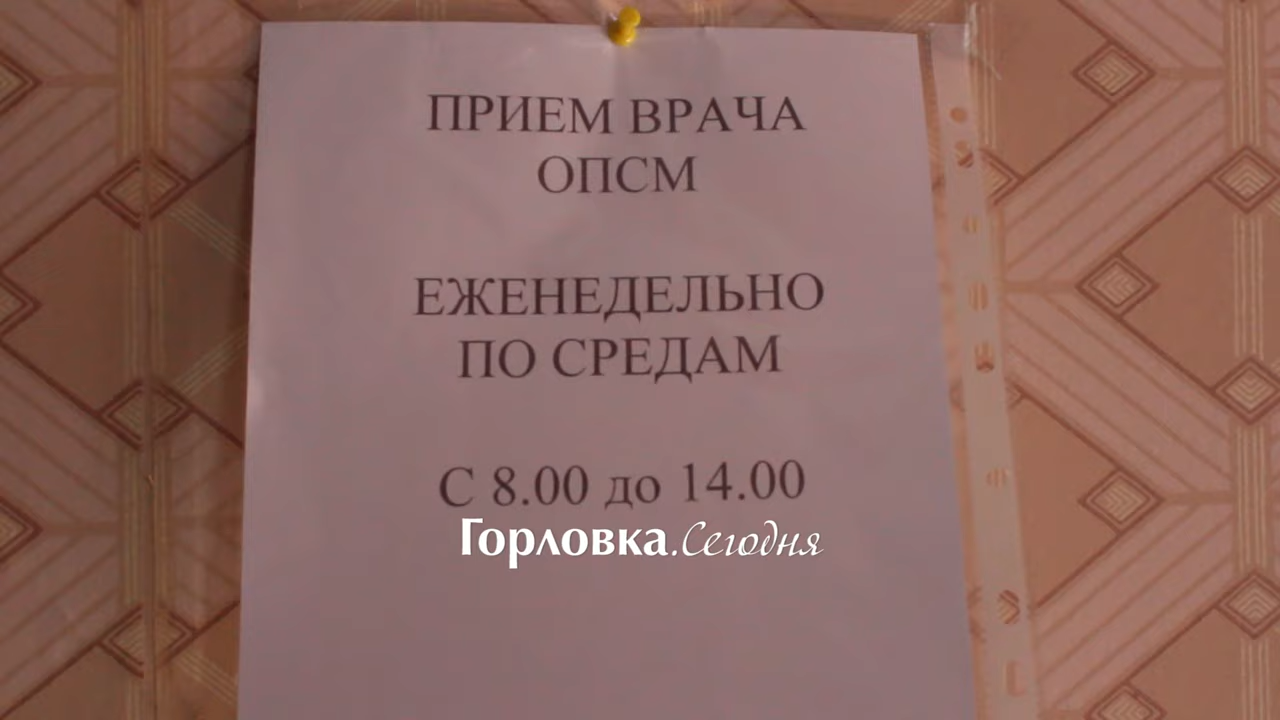 ПРИЕМ ВРАЧА
ОПСМ
ЕЖЕНЕДЕЛЬНО
ПО СРЕДАМ
С 8.00 до 14.00
Горловка.Сегодня